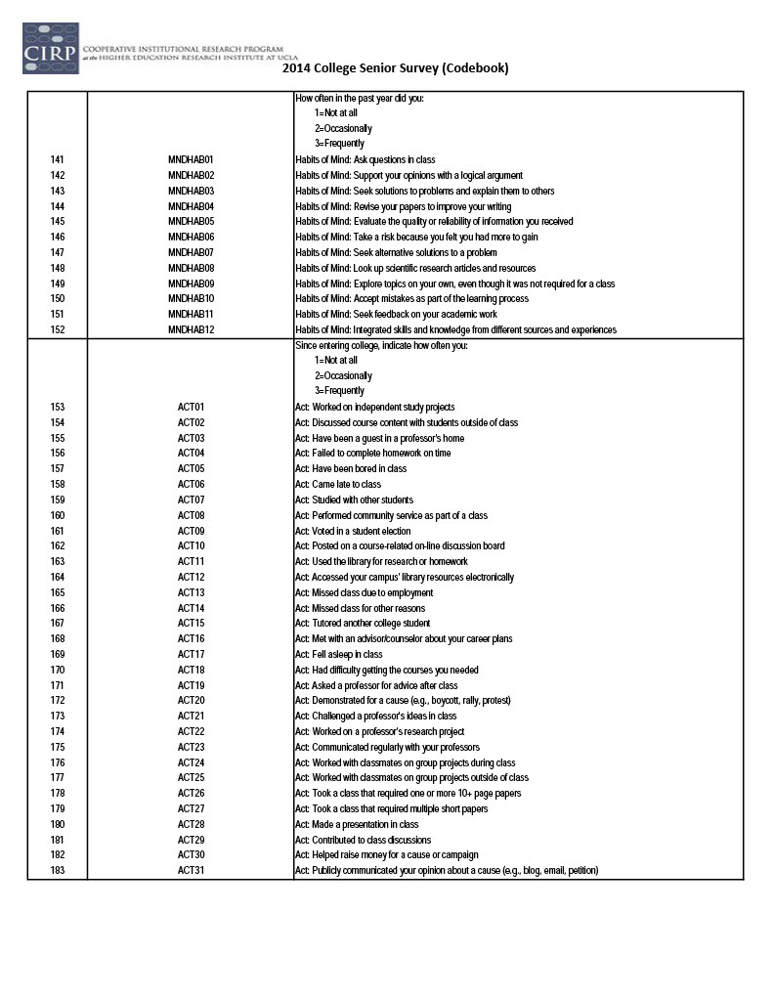 CIRP
COOPERATIVE INSTITUTIONAL RESEARCH PROGRAM
at the HIGHER EDUCATION RESEARCH INSTITUTE AT UCLA
2014 College Senior Survey (Codebook)
How often in the past year did you:
1=Not at all
2=Occasionally
3=Frequently
141 MNDHAB01 Habits of Mind: Ask questions in class
142 MNDHAB02 Habits of Mind: Support your opinions with a logical argument
143 MNDHAB03 Habits of Mind: Seek solutions to problems and explain them to others
144 MNDHAB04 Habits of Mind: Revise your papers to improve your writing
145 MNDHAB05 Habits of Mind: Evaluate the quality or reliability of information you received
146 MNDHAB06 Habits of Mind: Take a risk because you felt you had more to gain
147 MNDHAB07 Habits of Mind: Seek alternative solutions to a problem
148 MNDHAB08 Habits of Mind: Look up scientific research articles and resources
149 MNDHAB09 Habits of Mind: Explore topics on your own, even though it was not required for a class
150 MNDHAB10 Habits of Mind: Accept mistakes as part of the learning process
151 MNDHAB11 Habits of Mind: Seek feedback on your academic work
152 MNDHAB12 Habits of Mind: Integrated skills and knowledge from different sources and experiences
Since entering college, indicate how often you:
1=Not at all
2=Occasionally
3=Frequently
153 ACT01 Act: Worked on independent study projects
154 ACT02 Act: Discussed course content with students outside of class
155 ACT03 Act: Have been a guest in a professor's home
156 ACT04 Act: Failed to complete homework on time
157 ACT05 Act: Have been bored in class
158 ACT06 Act: Came late to class
159 ACT07 Act: Studied with other students
160 ACT08 Act: Performed community service as part of a class
161 ACT09 Act: Voted in a student election
162 ACT10 Act: Posted on a course-related on-line discussion board
163 ACT11 Act: Used the library for research or homework
164 ACT12 Act: Accessed your campus' library resources electronically
165 ACT13 Act: Missed class due to employment
166 ACT14 Act: Missed class for other reasons
167 ACT15 Act: Tutored another college student
168 ACT16 Act: Met with an advisor/counselor about your career plans
169 ACT17 Act: Fell asleep in class
170 ACT18 Act: Had difficulty getting the courses you needed
171 ACT19 Act: Asked a professor for advice after class
172 ACT20 Act: Demonstrated for a cause (e.g., boycott, rally, protest)
173 ACT21 Act: Challenged a professor's ideas in class
174 ACT22 Act: Worked on a professor's research project
175 ACT23 Act: Communicated regularly with your professors
176 ACT24 Act: Worked with classmates on group projects during class
177 ACT25 Act: Worked with classmates on group projects outside of class
178 ACT26 Act: Took a class that required one or more 10+ page papers
179 ACT27 Act: Took a class that required multiple short papers
180 ACT28 Act: Made a presentation in class
181 ACT29 Act: Contributed to class discussions
182 ACT30 Act: Helped raise money for a cause or campaign
183 ACT31 Act: Publicly communicated your opinion about a cause (e.g., blog, email, petition)